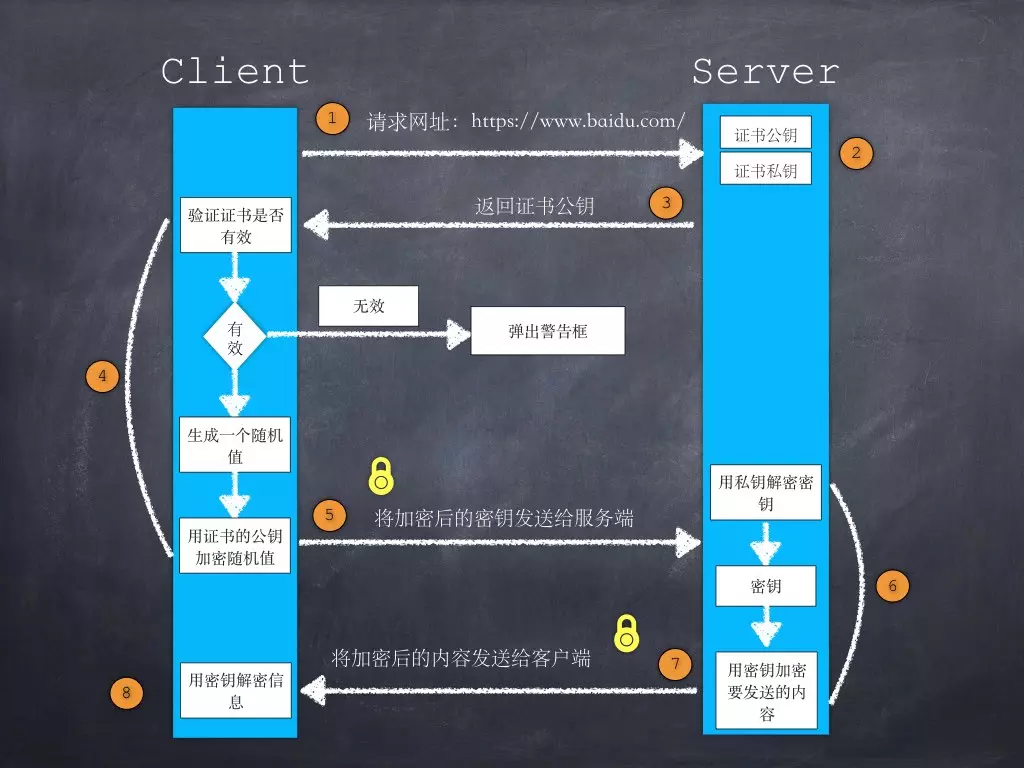 Client
Server
1
请求网址：https://www.baidu.com/
证书公钥
2
证书私钥
返回证书公钥
3
验证证书是否
有效
无效
有
效
弹出警告框
4
生成一个随机
值
用私钥解密密
钥
5
将加密后的密钥发送给服务端
用证书的公钥
加密随机值
密钥
6
将加密后的内容发送给客户端
7
用密钥加密
要发送的内
容
8
用密钥解密信
息